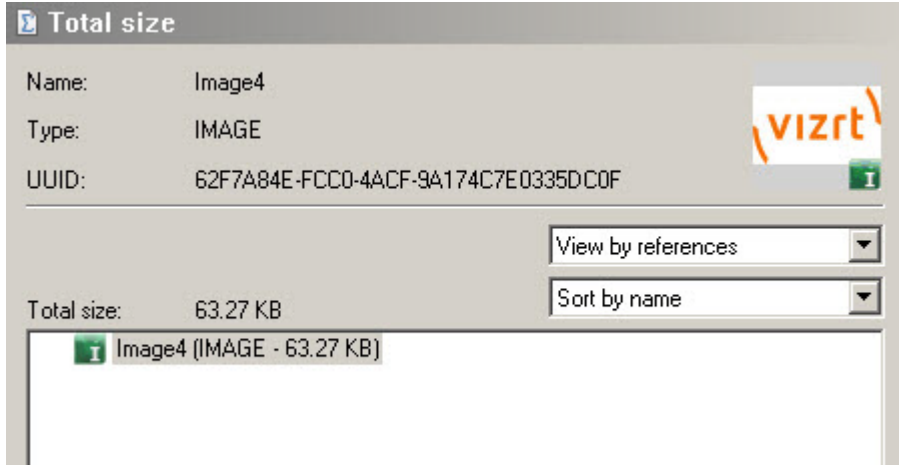 Total size
Name: Image4
vizrt
Type: IMAGE
UUID: 62F7A84E-FCC0-4ACF-9A174C7E0335DC0F
I
View by references
Sort by name
Total size: 63.27 KB
I Image4 (IMAGE - 63.27 KB)